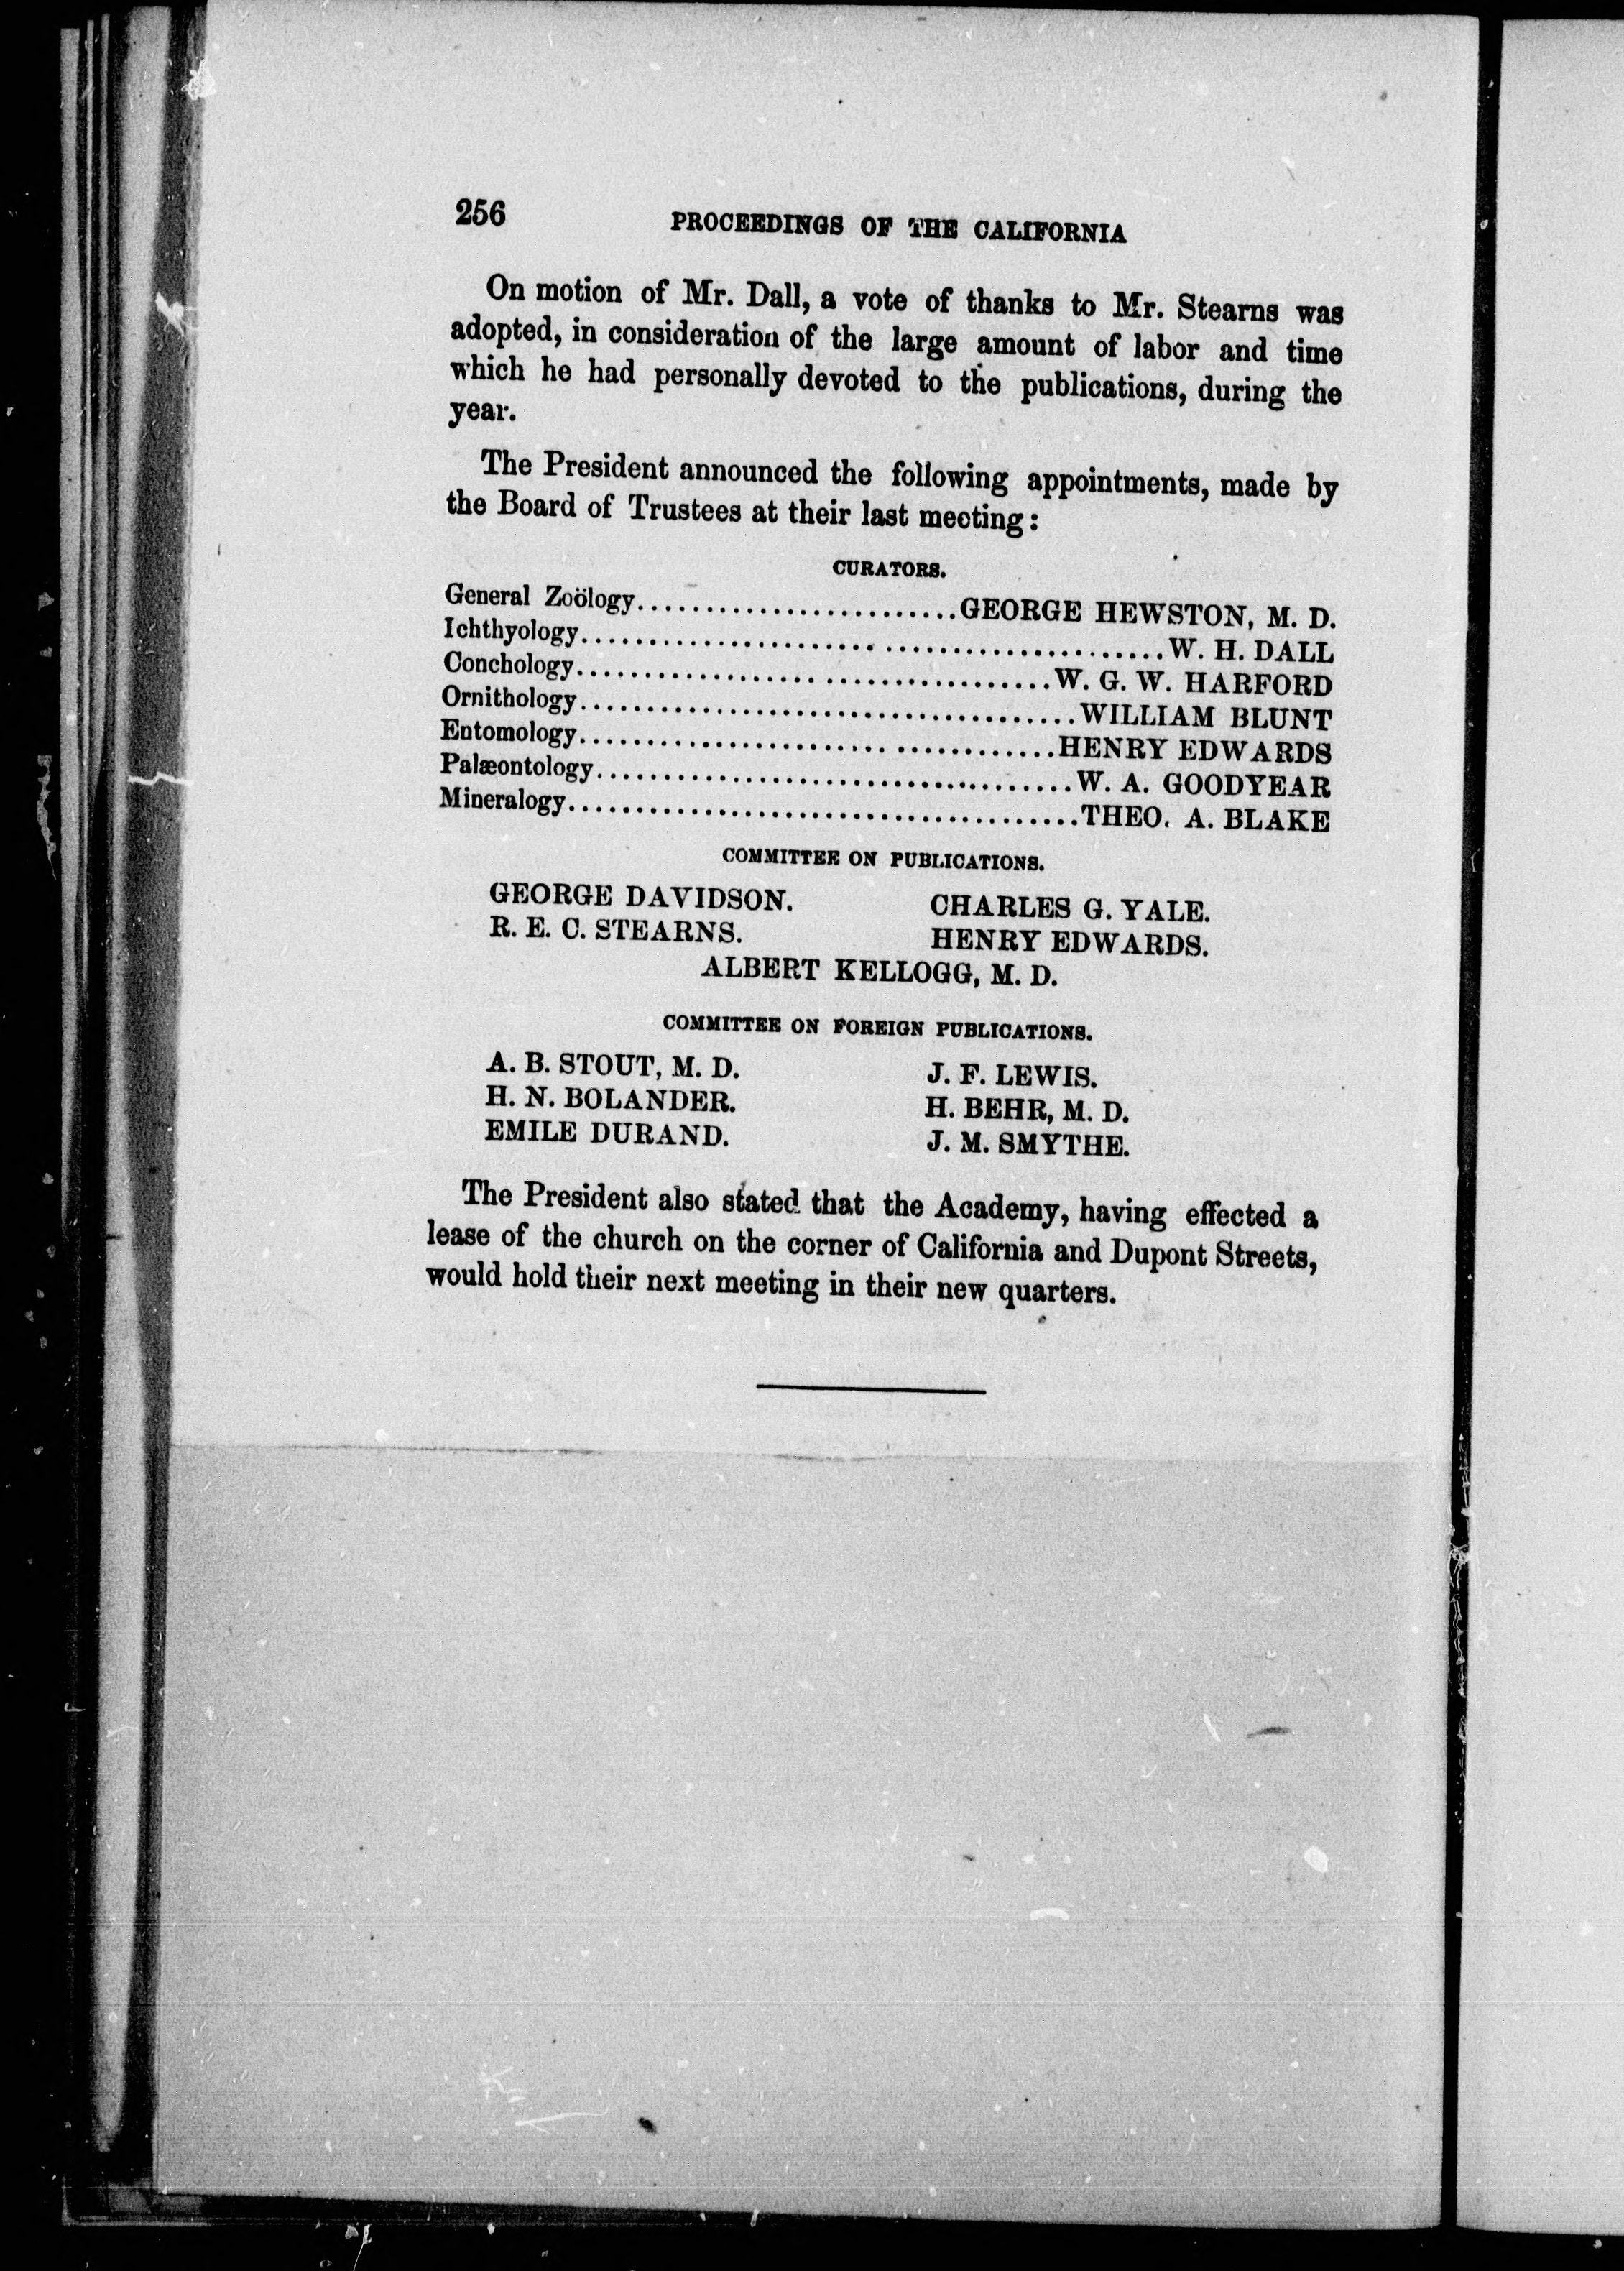 256 PROCEEDINGS OF THE CALIFORNIA
On motion of Mr. Dall, a vote of thanks to Mr. Stearns was
adopted, in consideration of the large amount of labor and time
which he had personally devoted to the publications, during the
year.
The President announced the following appointments, made by
the Board of Trustees at their last meeting:
CURATORS.
General Zoölogy........................GEORGE HEWSTON, M. D.
Ichthyology...........................................W. H. DALL
Conchology...................................W. G. W. HARFORD
Ornithology.....................................WILLIAM BLUNT
Entomology...................................HENRY EDWARDS
Palæontology...................................W. A. GOODYEAR
Mineralogy......................................THEO. A. BLAKE
COMMITTEE ON PUBLICATIONS.
GEORGE DAVIDSON. CHARLES G. YALE.
R. E. C. STEARNS. HENRY EDWARDS.
ALBERT KELLOGG, M. D.
COMMITTEE ON FOREIGN PUBLICATIONS.
A. B. STOUT, M. D. J. F. LEWIS.
H. N. BOLANDER. H. BEHR, M. D.
EMILE DURAND. J. M. SMYTHE.
The President also stated that the Academy, having effected a
lease of the church on the corner of California and Dupont Streets,
would hold their next meeting in their new quarters.